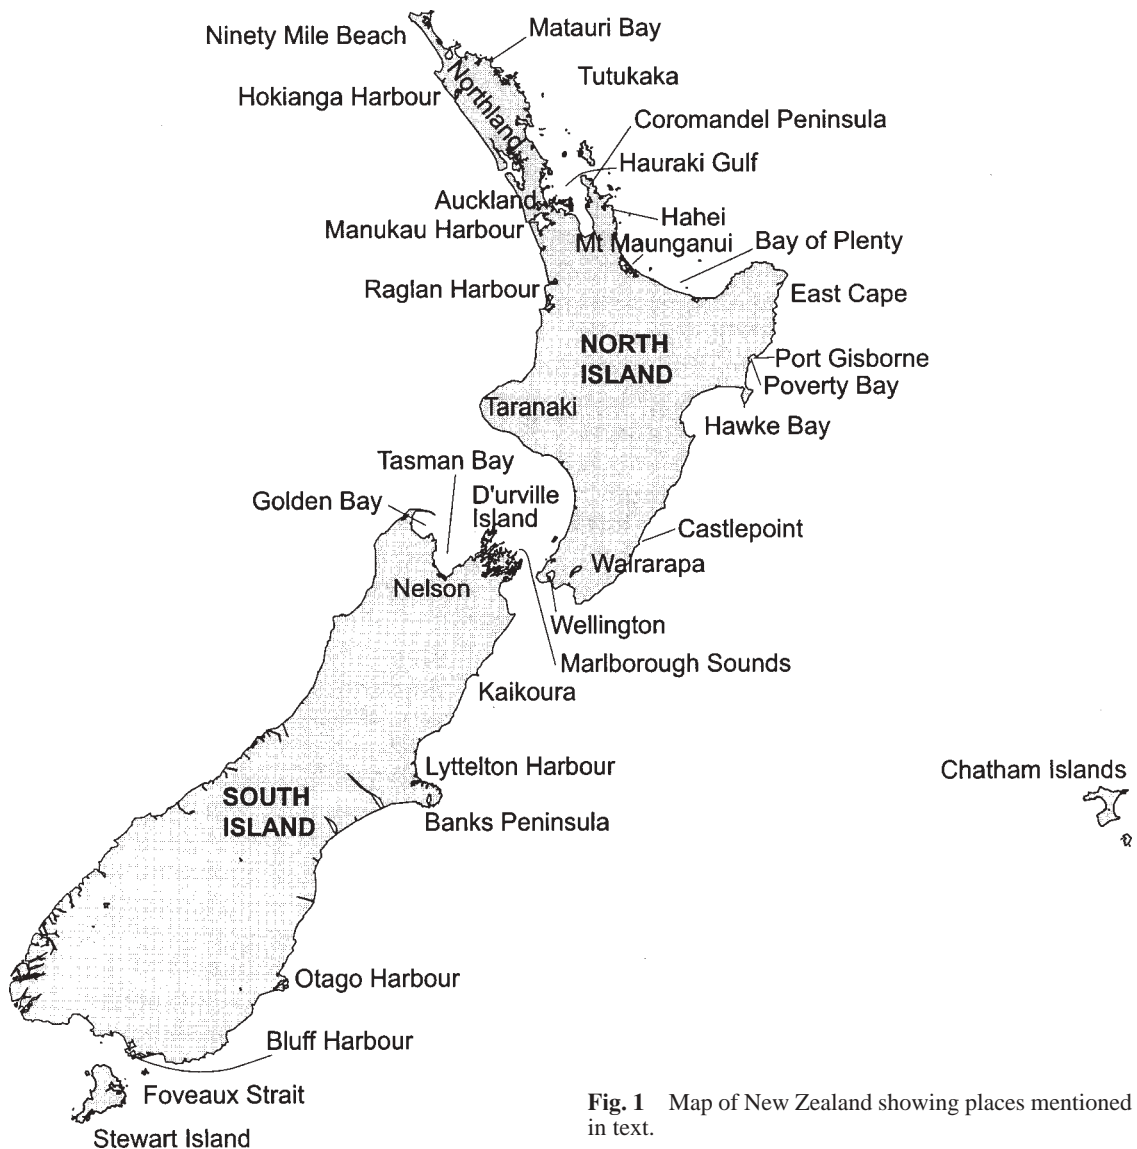 Ninety Mile Beach
Matauri Bay
Tutukaka
Northland
Hokianga Harbour
Coromandel Peninsula
Hauraki Gulf
Auckland
Hahei
Manukau Harbour
Mt Maunganui
Bay of Plenty
Raglan Harbour
East Cape
NORTH
ISLAND
Port Gisborne
Poverty Bay
Taranaki
Hawke Bay
Tasman Bay
Golden Bay
D'urville
Island
Castlepoint
Wairarapa
Nelson
Wellington
Marlborough Sounds
Kaikoura
Lyttelton Harbour
Chatham Islands
SOUTH
ISLAND
Banks Peninsula
Otago Harbour
Bluff Harbour
Foveaux Strait
Stewart Island
Fig. 1 Map of New Zealand showing places mentioned
in text.